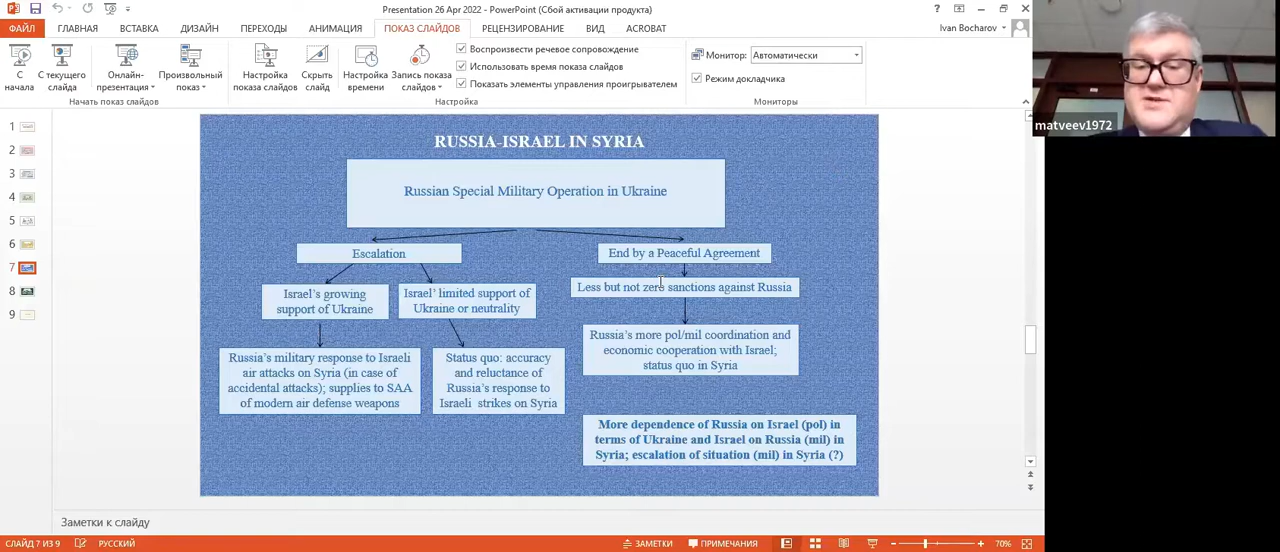 Presentation 26 Apr 2022 - PowerPoint (Сбой активации продукта)
ФАЙЛ ГЛАВНАЯ ВСТАВКА ДИЗАЙН ПЕРЕХОДЫ АНИМАЦИЯ ПОКАЗ СЛАЙДОВ РЕЦЕНЗИРОВАНИЕ ВИД ACROBAT Ivan Bocharov
С начала
С текущего слайда
Онлайн-презентация
Произвольный показ
Начать показ слайдов
Настройка показа слайдов
Скрыть слайд
Настройка времени
Запись показа слайдов
Воспроизвести речевое сопровождение
Использовать время показа слайдов
Показать элементы управления проигрывателем
Настройка
Монитор: Автоматически
Режим докладчика
Мониторы
matveev1972
1
2
3
4
5
6
7
8
9
RUSSIA-ISRAEL IN SYRIA
Russian Special Military Operation in Ukraine
Escalation
End by a Peaceful Agreement
Israel's growing
support of Ukraine
Israel' limited support of
Ukraine or neutrality
Less but not zero sanctions against Russia
Russia's military response to Israeli
air attacks on Syria (in case of
accidental attacks); supplies to SAA
of modern air defense weapons
Status quo: accuracy
and reluctance of
Russia's response to
Israeli strikes on Syria
Russia's more pol/mil coordination and
economic cooperation with Israel;
status quo in Syria
More dependence of Russia on Israel (pol) in
terms of Ukraine and Israel on Russia (mil) in
Syria; escalation of situation (mil) in Syria (?)
Заметки к слайду
СЛАЙД 7 ИЗ 9 РУССКИЙ ЗАМЕТКИ ПРИМЕЧАНИЯ 70%